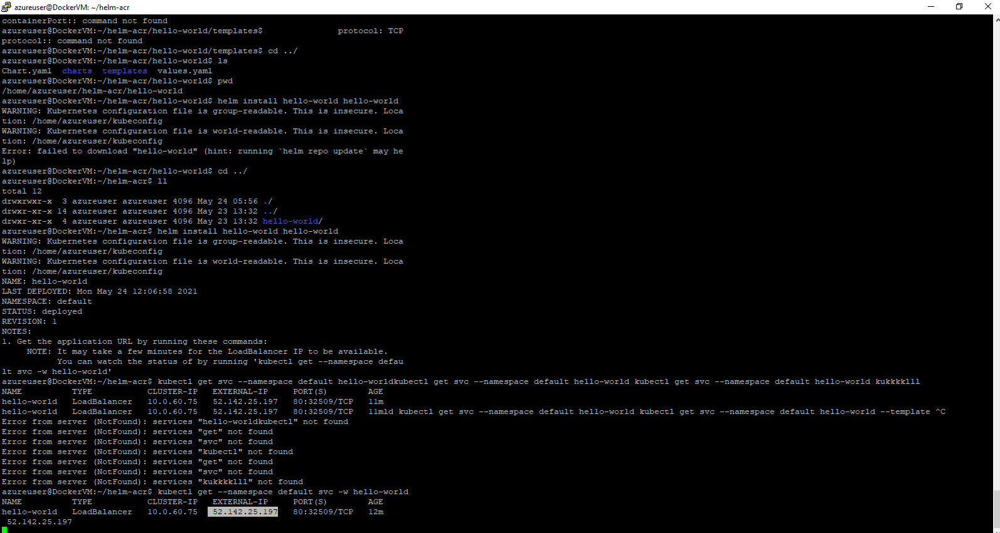 azureuser@DockerVM: ~/helm-acr
containerPort:: command not found
azureuser@DockerVM:~/helm-acr/hello-world/templates$               protocol: TCP
protocol:: command not found
azureuser@DockerVM:~/helm-acr/hello-world/templates$ cd ../
azureuser@DockerVM:~/helm-acr/hello-world$ ls
Chart.yaml  charts  templates  values.yaml
azureuser@DockerVM:~/helm-acr/hello-world$ pwd
/home/azureuser/helm-acr/hello-world
azureuser@DockerVM:~/helm-acr/hello-world$ helm install hello-world hello-world
WARNING: Kubernetes configuration file is group-readable. This is insecure. Loca
tion: /home/azureuser/kubeconfig
WARNING: Kubernetes configuration file is world-readable. This is insecure. Loca
tion: /home/azureuser/kubeconfig
Error: failed to download "hello-world" (hint: running `helm repo update` may he
lp)
azureuser@DockerVM:~/helm-acr/hello-world$ cd ../
azureuser@DockerVM:~/helm-acr$ ll
total 12
drwxrwxr-x  3 azureuser azureuser 4096 May 24 05:56 ./
drwxr-xr-x 14 azureuser azureuser 4096 May 23 13:32 ../
drwxr-xr-x  4 azureuser azureuser 4096 May 23 13:32 hello-world/
azureuser@DockerVM:~/helm-acr$ helm install hello-world hello-world
WARNING: Kubernetes configuration file is group-readable. This is insecure. Loca
tion: /home/azureuser/kubeconfig
WARNING: Kubernetes configuration file is world-readable. This is insecure. Loca
tion: /home/azureuser/kubeconfig
NAME: hello-world
LAST DEPLOYED: Mon May 24 12:06:58 2021
NAMESPACE: default
STATUS: deployed
REVISION: 1
NOTES:
1. Get the application URL by running these commands:
     NOTE: It may take a few minutes for the LoadBalancer IP to be available.
           You can watch the status of by running 'kubectl get --namespace defau
lt svc -w hello-world'
azureuser@DockerVM:~/helm-acr$ kubectl get svc --namespace default hello-worldkubectl get svc --namespace default hello-world kubectl get svc --namespace default hello-world kukkkklll
NAME          TYPE           CLUSTER-IP   EXTERNAL-IP     PORT(S)        AGE
hello-world   LoadBalancer   10.0.60.75   52.142.25.197   80:32509/TCP   11m
hello-world   LoadBalancer   10.0.60.75   52.142.25.197   80:32509/TCP   11mld kubectl get svc --namespace default hello-world kubectl get svc --namespace default hello-world --template ^C
Error from server (NotFound): services "hello-worldkubectl" not found
Error from server (NotFound): services "get" not found
Error from server (NotFound): services "svc" not found
Error from server (NotFound): services "kubectl" not found
Error from server (NotFound): services "get" not found
Error from server (NotFound): services "svc" not found
Error from server (NotFound): services "kukkkklll" not found
azureuser@DockerVM:~/helm-acr$ kubectl get --namespace default svc -w hello-world
NAME          TYPE           CLUSTER-IP   EXTERNAL-IP     PORT(S)        AGE
hello-world   LoadBalancer   10.0.60.75   52.142.25.197   80:32509/TCP   12m
 52.142.25.197